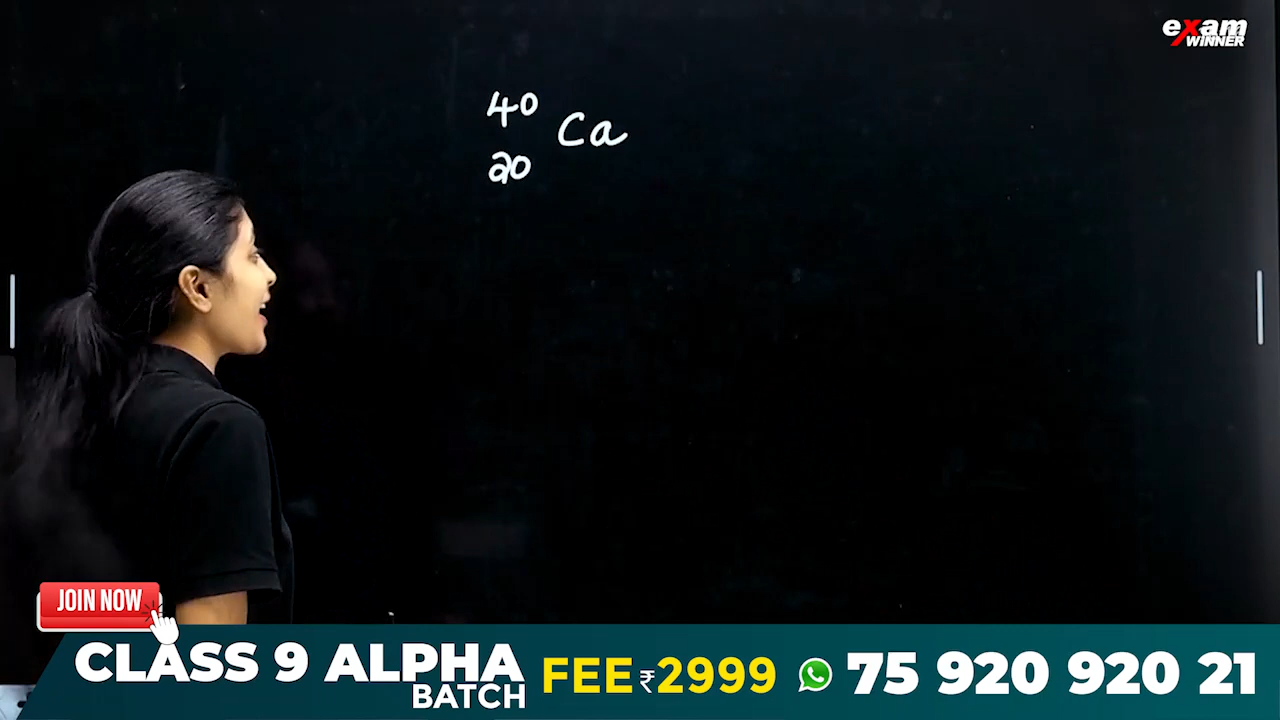 exam
WINNER
40
Ca
20
JOIN NOW
CLASS 9 ALPHA
BATCH
FEE ₹2999
75 920 920 21